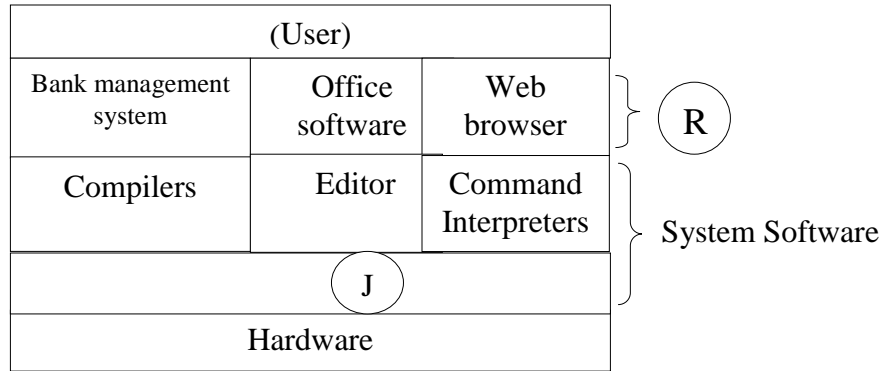 (User)
Bank management
system
Office
software
Web
browser
R
Compilers
Editor
Command
Interpreters
System Software
J
Hardware